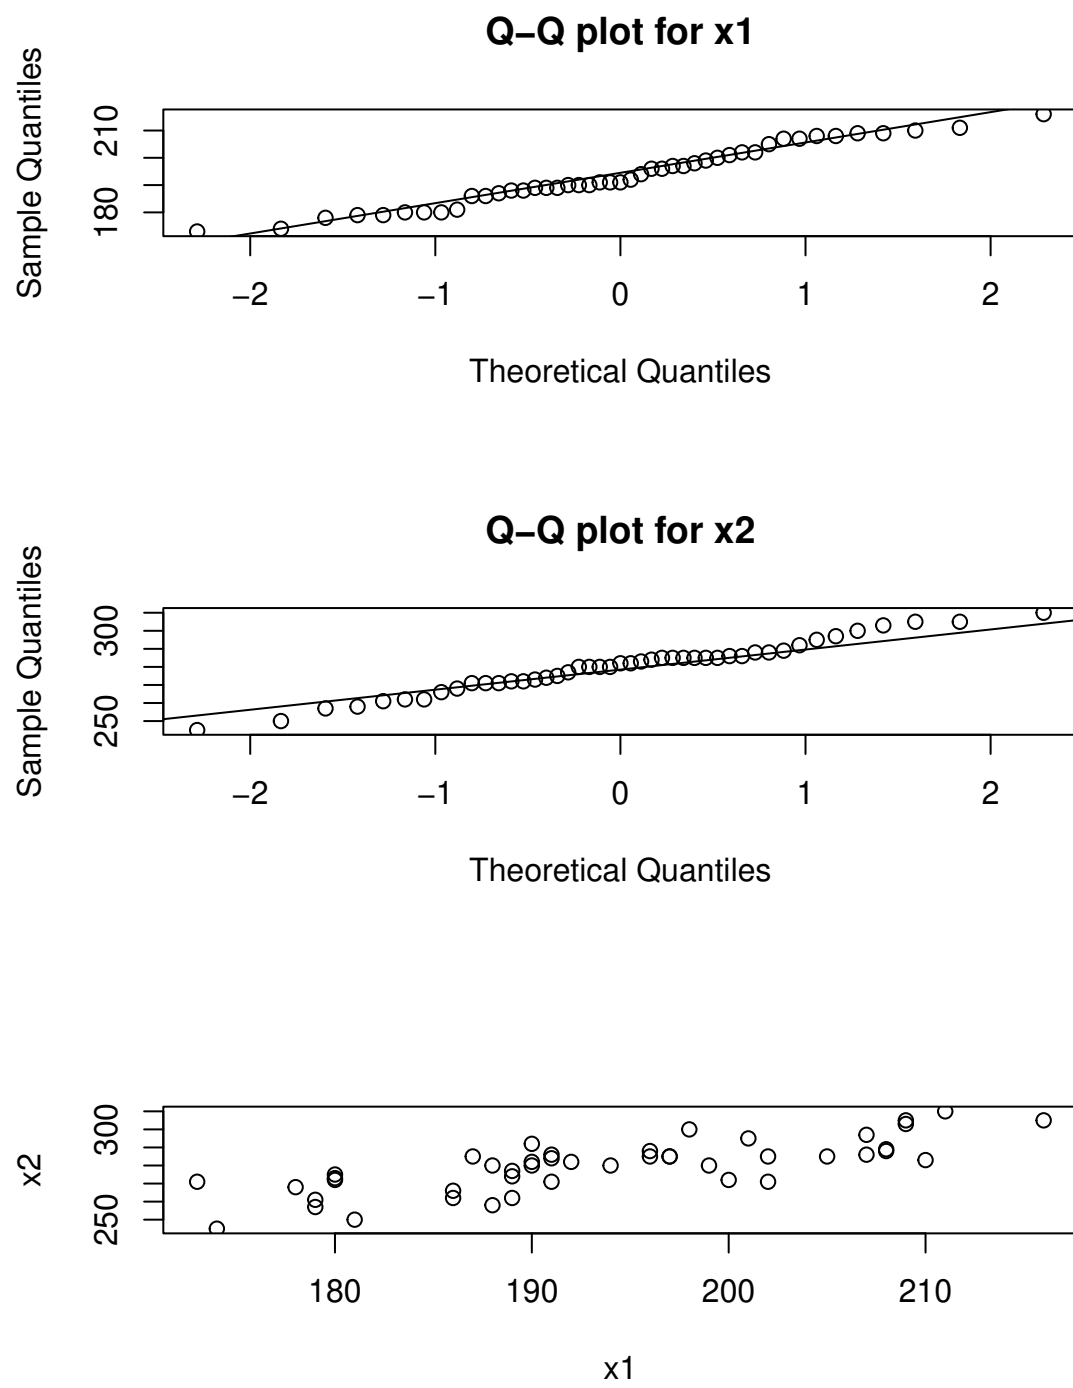 Q−Q plot for x1
Sample Quantiles
210
180
−2 −1 0 1 2
Theoretical Quantiles
Q−Q plot for x2
Sample Quantiles
300
250
−2 −1 0 1 2
Theoretical Quantiles
x2
300
250
180 190 200 210
x1